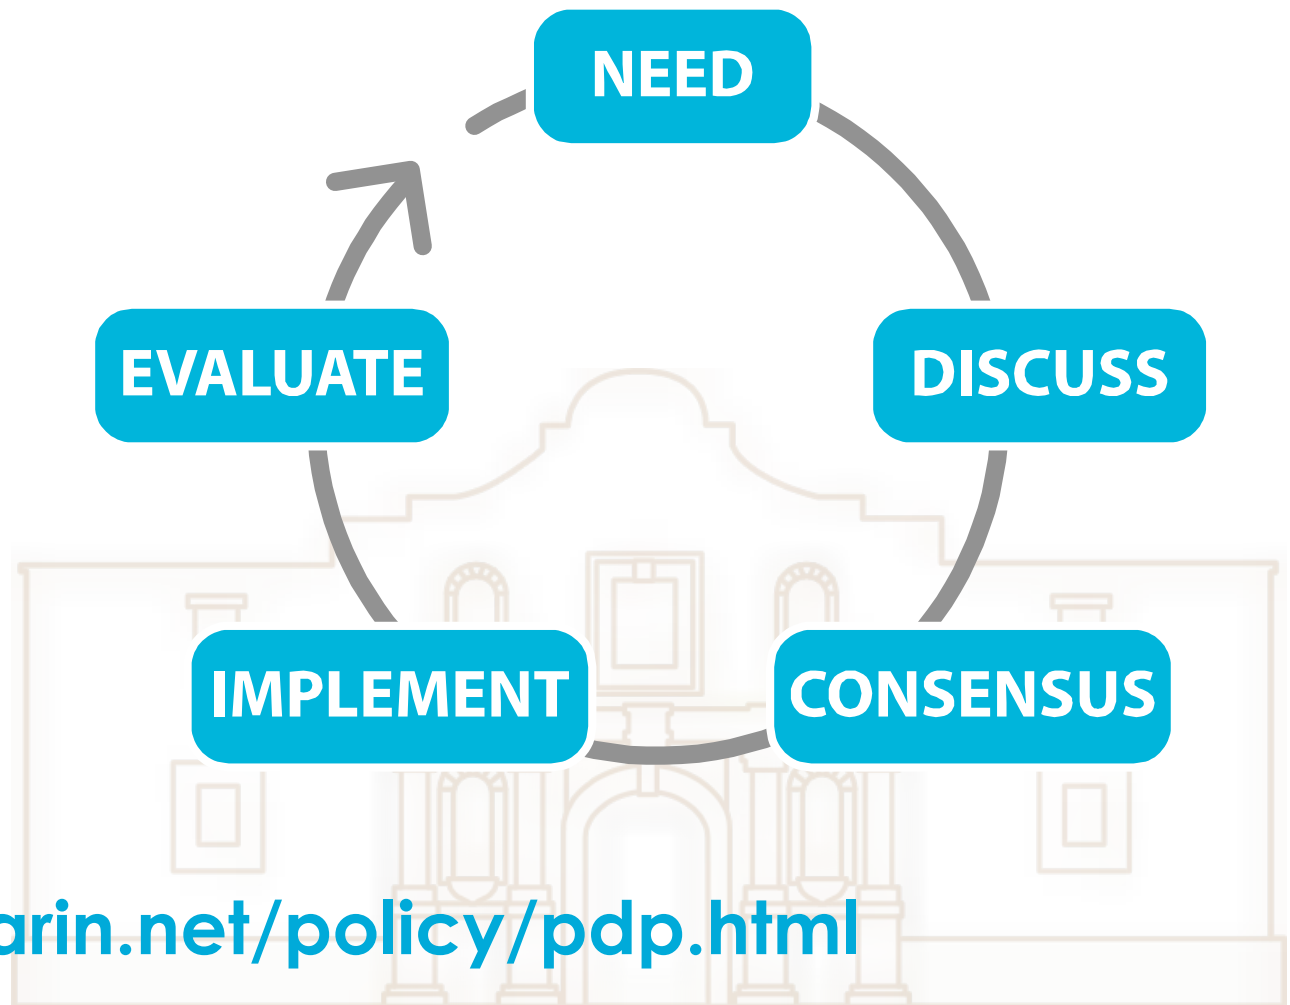 NEED
EVALUATE
DISCUSS
IMPLEMENT
CONSENSUS
arin.net/policy/pdp.html